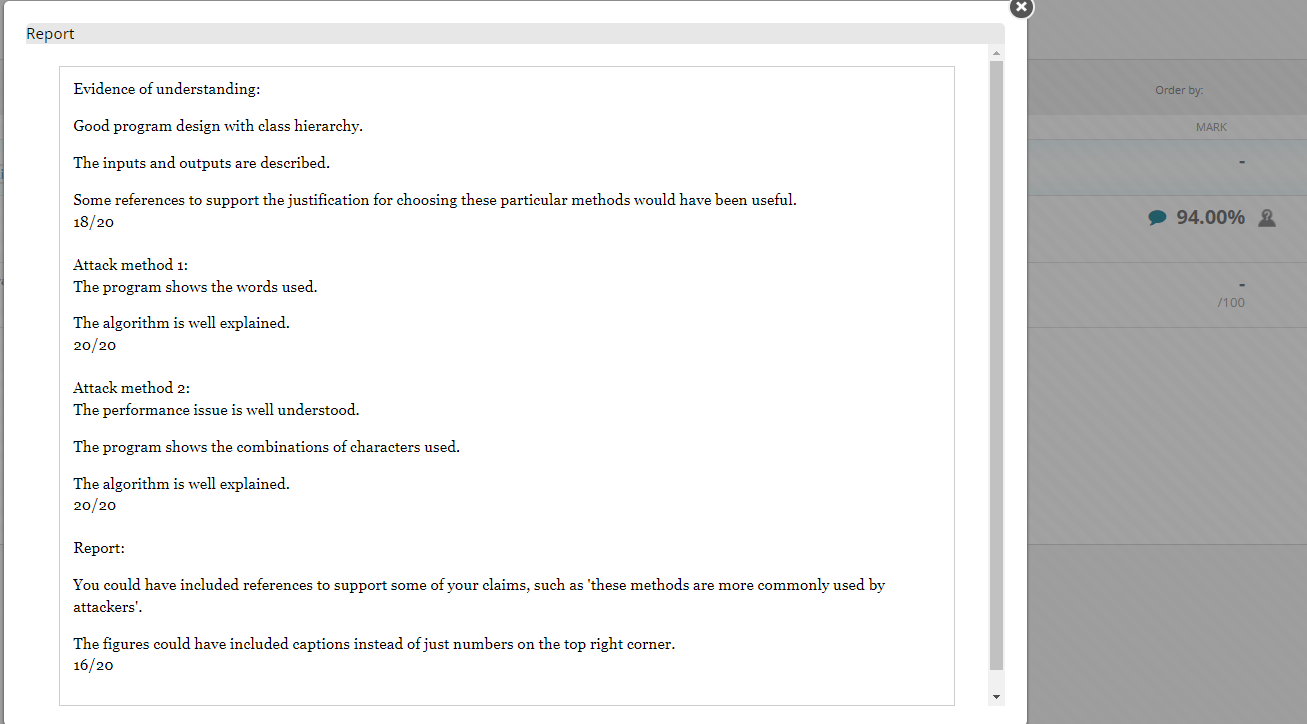 Report
Evidence of understanding:
Good program design with class hierarchy.
The inputs and outputs are described.
Some references to support the justification for choosing these particular methods would have been useful.
18/20
Attack method 1:
The program shows the words used.
The algorithm is well explained.
20/20
Attack method 2:
The performance issue is well understood.
The program shows the combinations of characters used.
The algorithm is well explained.
20/20
Report:
You could have included references to support some of your claims, such as 'these methods are more commonly used by
attackers'.
The figures could have included captions instead of just numbers on the top right corner.
16/20
Order by:
MARK
-
94.00%
-
/100